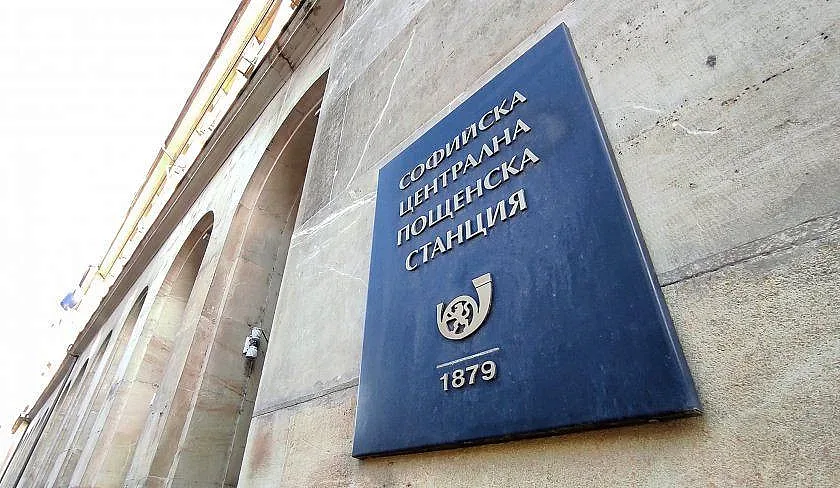 СОФИЙСКА
ЦЕНТРАЛНА
ПОЩЕНСКА
СТАНЦИЯ
1879